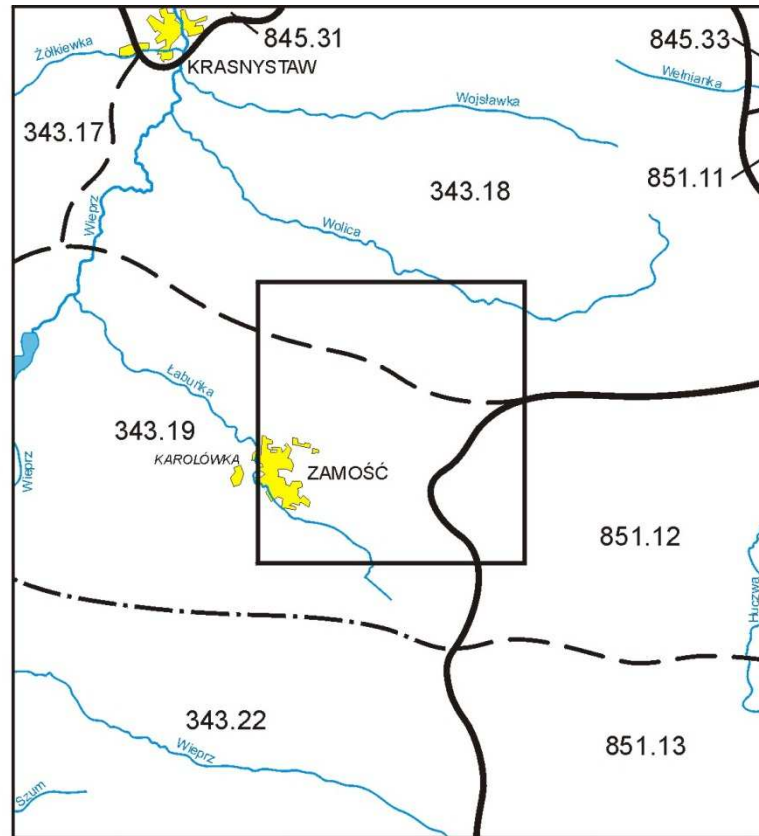 845.31
845.33
Żółkiewka
KRASNYSTAW
Wełnianka
Wojsławka
343.17
343.18
851.11
Wieprz
Wolica
Łabuńka
343.19
KAROLÓWKA
ZAMOŚĆ
Wieprz
851.12
Huczwa
343.22
Wieprz
851.13
Szum